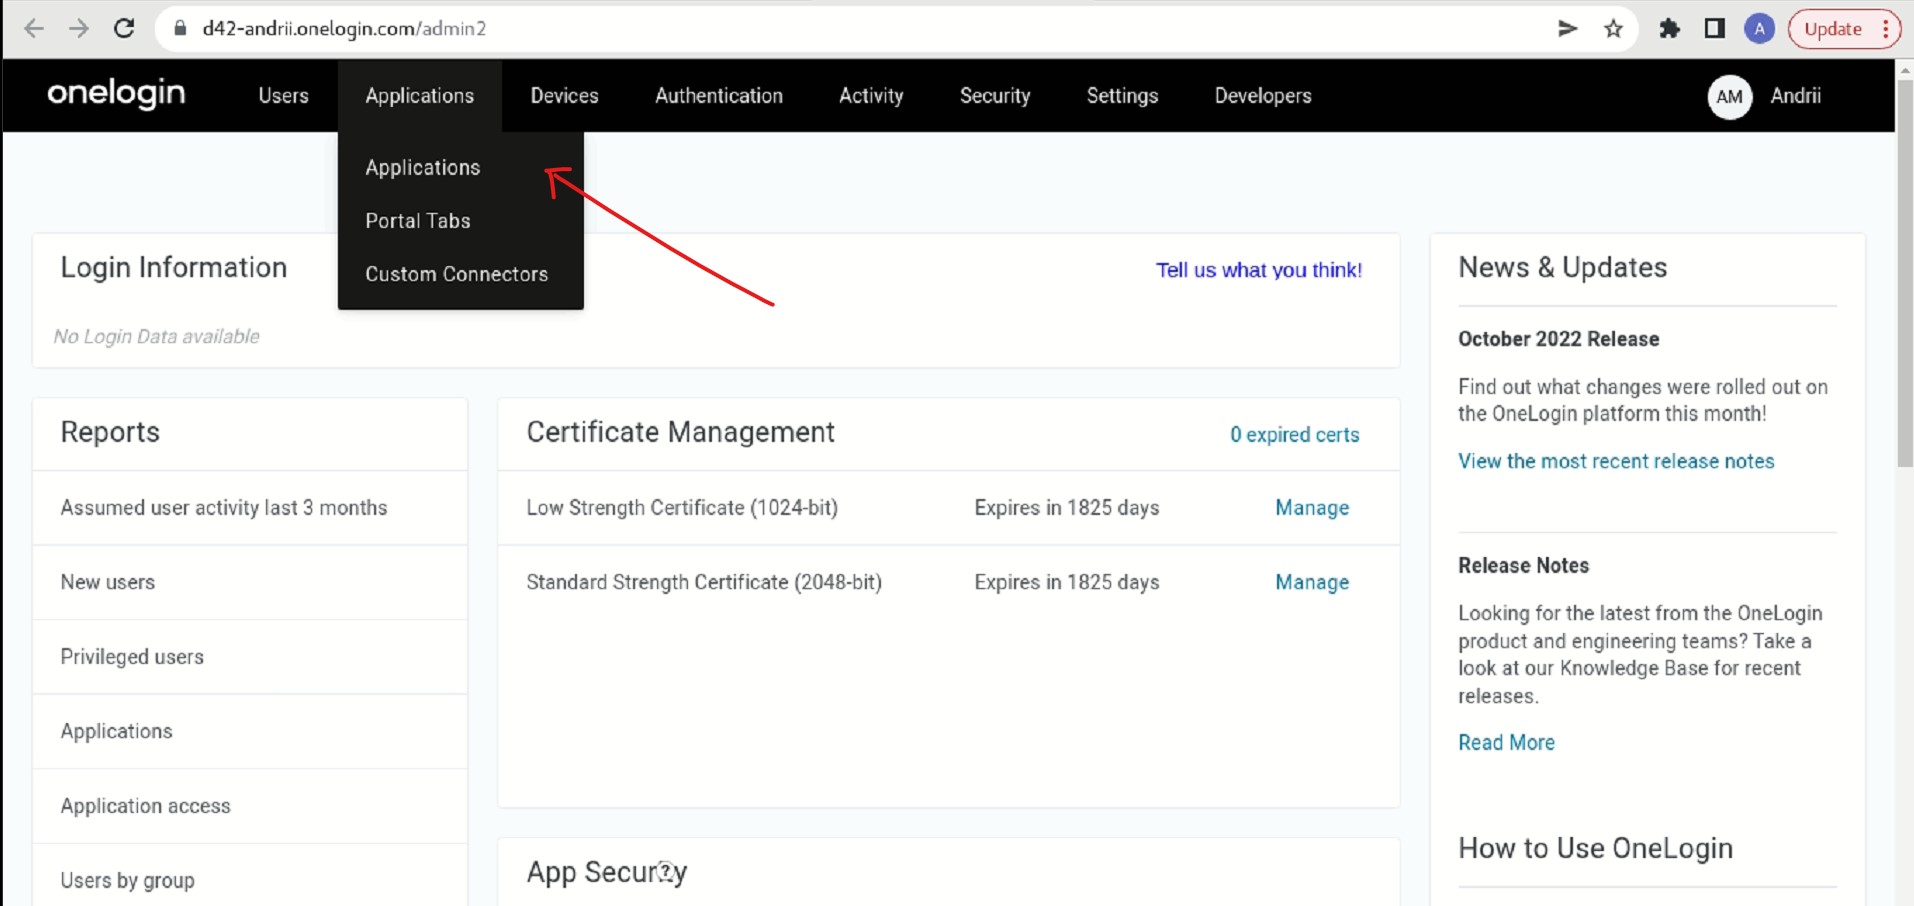 d42-andrii.onelogin.com/admin2
A
Update
onelogin
Users
Applications
Devices
Authentication
Activity
Security
Settings
Developers
AM
Andrii
Applications
Portal Tabs
Custom Connectors
Login Information
Tell us what you think!
No Login Data available
Reports
Assumed user activity last 3 months
New users
Privileged users
Applications
Application access
Users by group
Certificate Management
0 expired certs
Low Strength Certificate (1024-bit)
Expires in 1825 days
Manage
Standard Strength Certificate (2048-bit)
Expires in 1825 days
Manage
App Security
?
News & Updates
October 2022 Release
Find out what changes were rolled out on
the OneLogin platform this month!
View the most recent release notes
Release Notes
Looking for the latest from the OneLogin
product and engineering teams? Take a
look at our Knowledge Base for recent
releases.
Read More
How to Use OneLogin